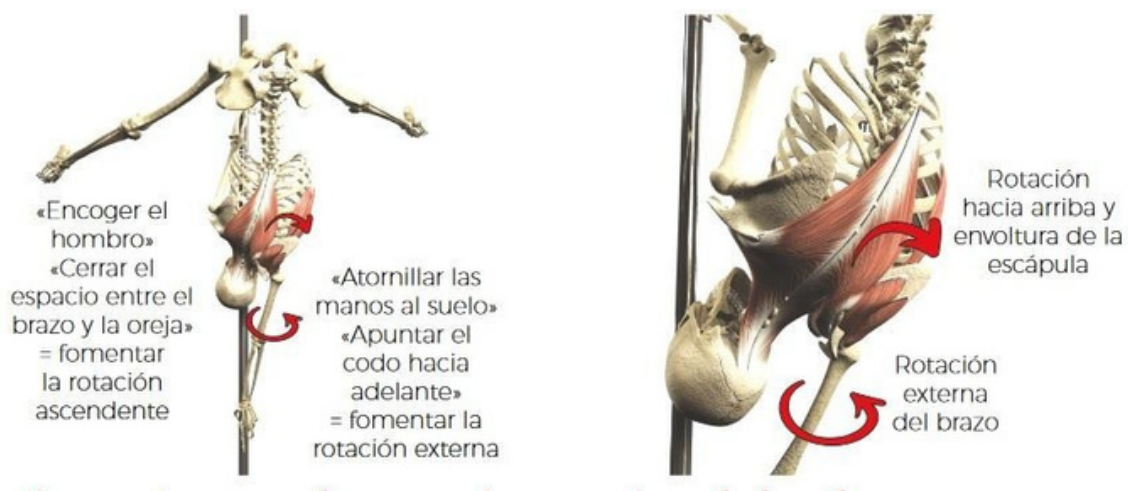 «Encoger el
hombro»
«Cerrar el
espacio entre el
brazo y la oreja»
= fomentar
la rotación
ascendente
«Atornillar las
manos al suelo»
«Apuntar el
codo hacia
adelante»
= fomentar la
rotación externa
Rotación
hacia arriba y
envoltura de la
escápula
Rotación
externa
del brazo